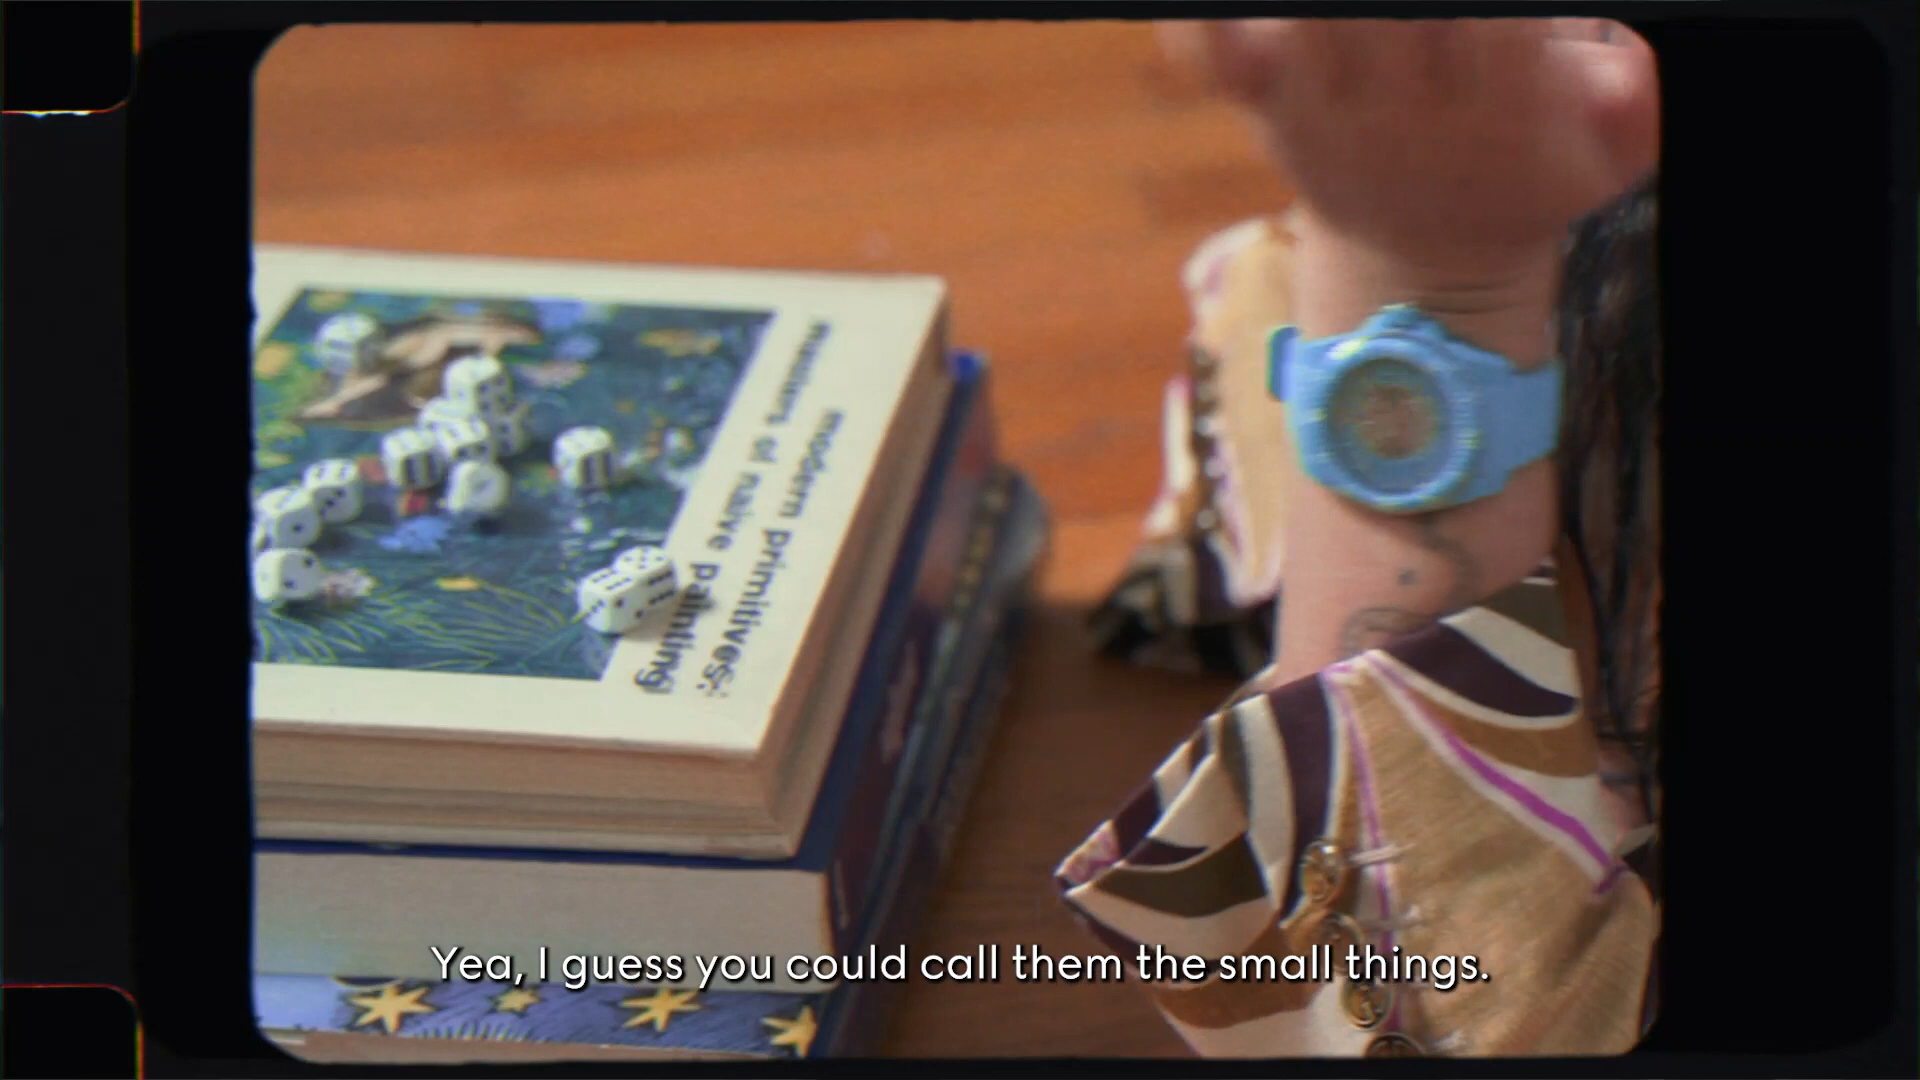 modern primitives:
masters of naive painting
Yea, I guess you could call them the small things.